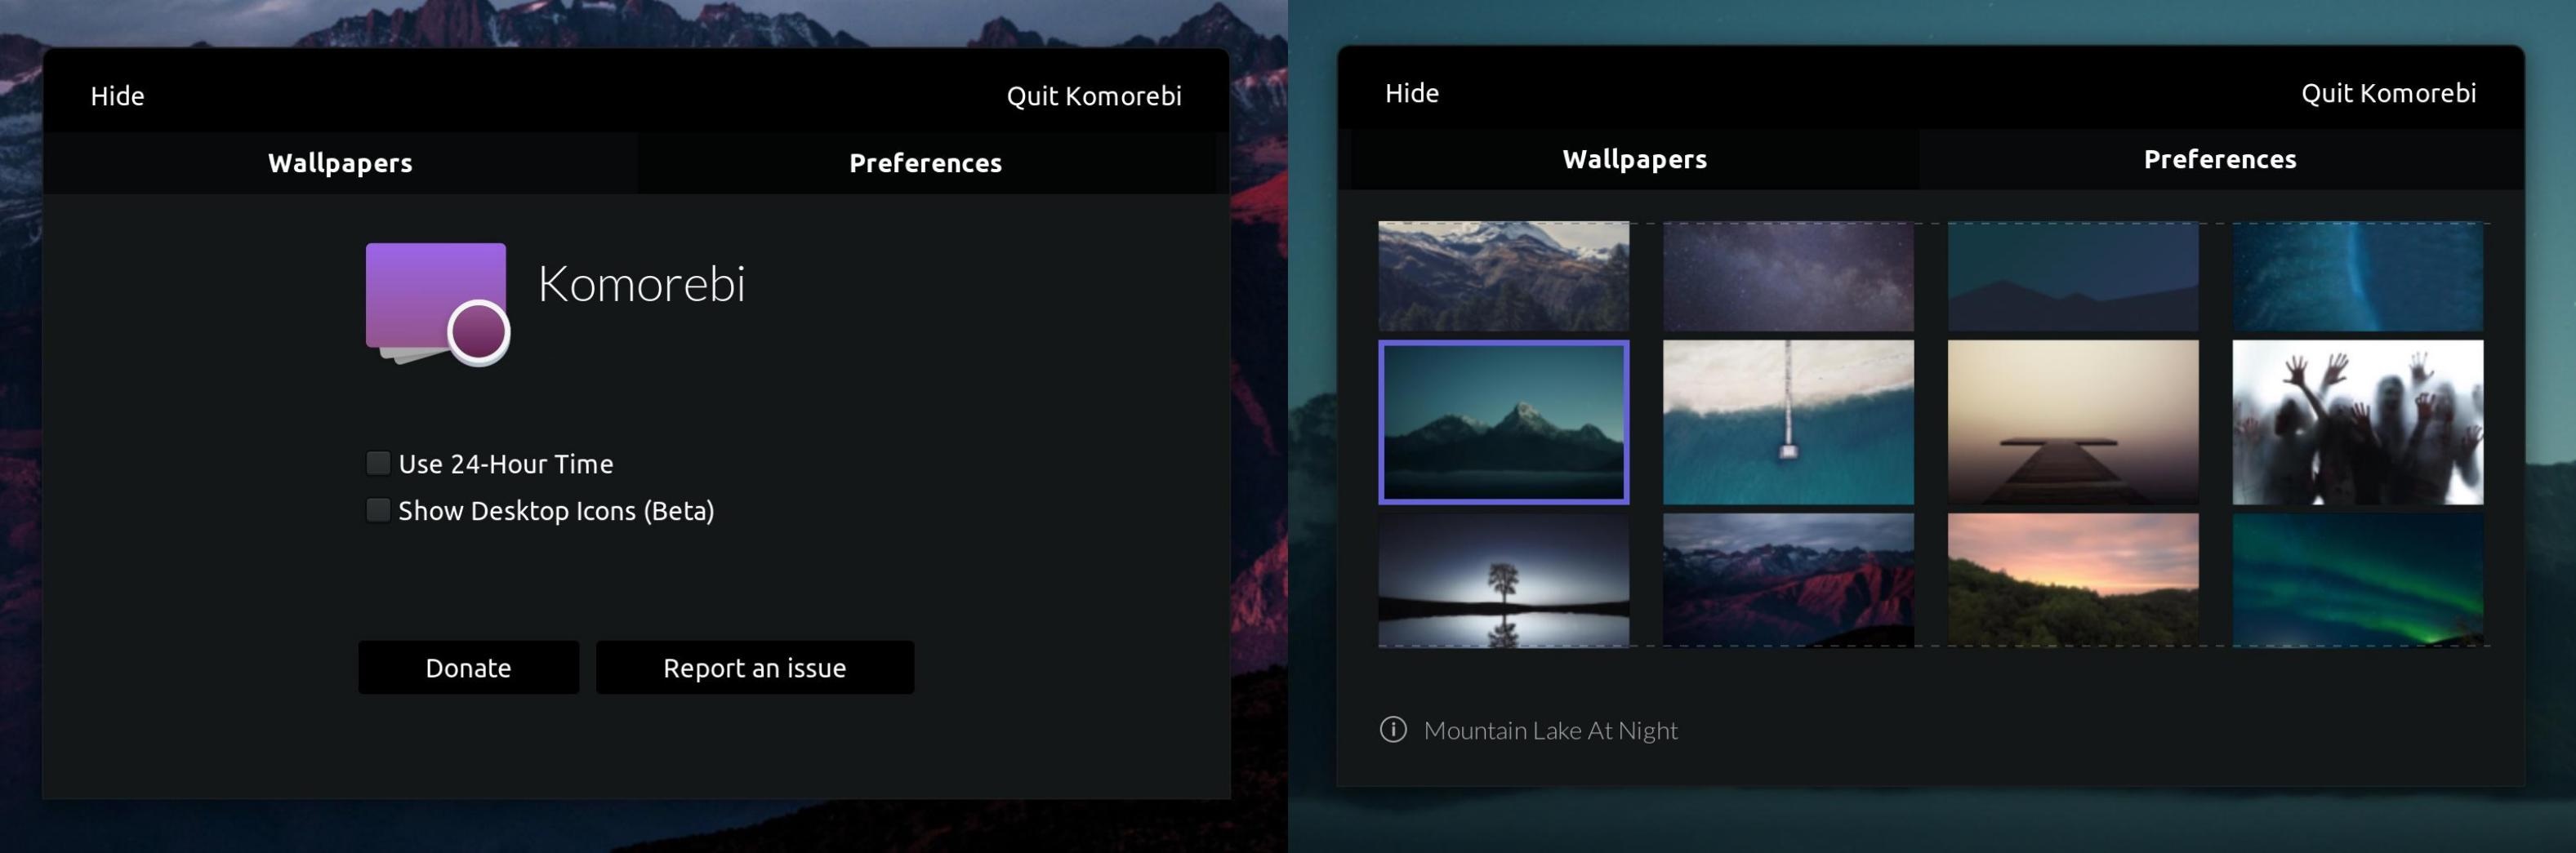 Hide
Quit Komorebi
Wallpapers
Preferences
Komorebi
Use 24-Hour Time
Show Desktop Icons (Beta)
Donate
Report an issue
Hide
Quit Komorebi
Wallpapers
Preferences
Mountain Lake At Night